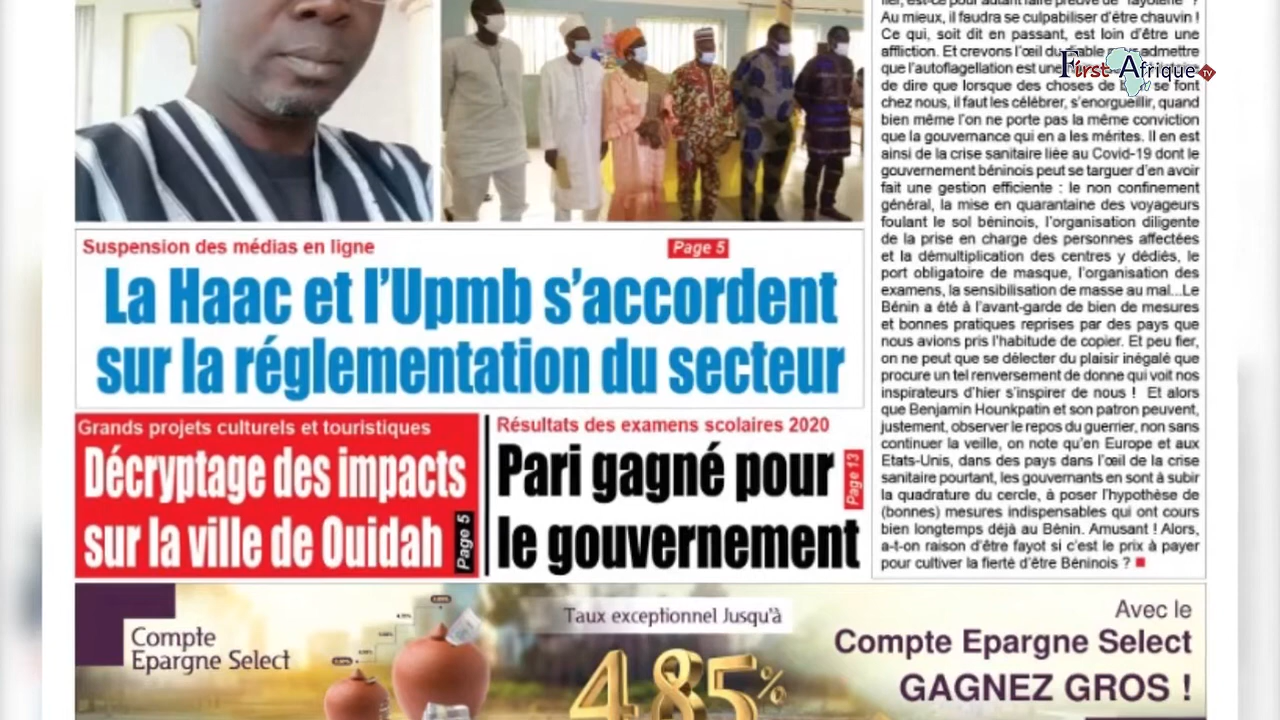 Au mieux, il faudra se culpabiliser d'être chauvin !
Ce qui, soit dit en passant, est loin d'être une
affliction. Et crevons l'œil du admettre
que l'autoflagellation est une
de dire que lorsque des choses de se font
chez nous, il faut les célébrer, s'enorgueillir, quand
bien même l'on ne porte pas la même conviction
que la gouvernance qui en a les mérites. Il en est
ainsi de la crise sanitaire liée au Covid-19 dont le
gouvernement béninois peut se targuer d'en avoir
fait une gestion efficiente : le non confinement
général, la mise en quarantaine des voyageurs
foulant le sol béninois, l'organisation diligente
de la prise en charge des personnes affectées
et la démultiplication des centres y dédiés, le
port obligatoire de masque, l'organisation des
examens, la sensibilisation de masse au mal...Le
Bénin a été à l'avant-garde de bien de mesures
et bonnes pratiques reprises par des pays que
nous avions pris l'habitude de copier. Et peu fier,
on ne peut que se délecter du plaisir inégalé que
procure un tel renversement de donne qui voit nos
inspirateurs d'hier s'inspirer de nous ! Et alors
que Benjamin Hounkpatin et son patron peuvent,
justement, observer le repos du guerrier, non sans
continuer la veille, on note qu'en Europe et aux
Etats-Unis, dans des pays dans l'œil de la crise
sanitaire pourtant, les gouvernants en sont à subir
la quadrature du cercle, à poser l'hypothèse de
(bonnes) mesures indispensables qui ont cours
bien longtemps déjà au Bénin. Amusant ! Alors,
a-t-on raison d'être fayot si c'est le prix à payer
pour cultiver la fierté d'être Béninois ?
First Afrique TV
Suspension des médias en ligne
Page 5
La Haac et l'Upmb s'accordent
sur la réglementation du secteur
Grands projets culturels et touristiques
Décryptage des impacts
sur la ville de Ouidah
Page 5
Résultats des examens scolaires 2020
Pari gagné pour
le gouvernement
Page 13
Compte
Epargne Select
Taux exceptionnel Jusqu'à
4,85%
Avec le
Compte Epargne Select
GAGNEZ GROS !